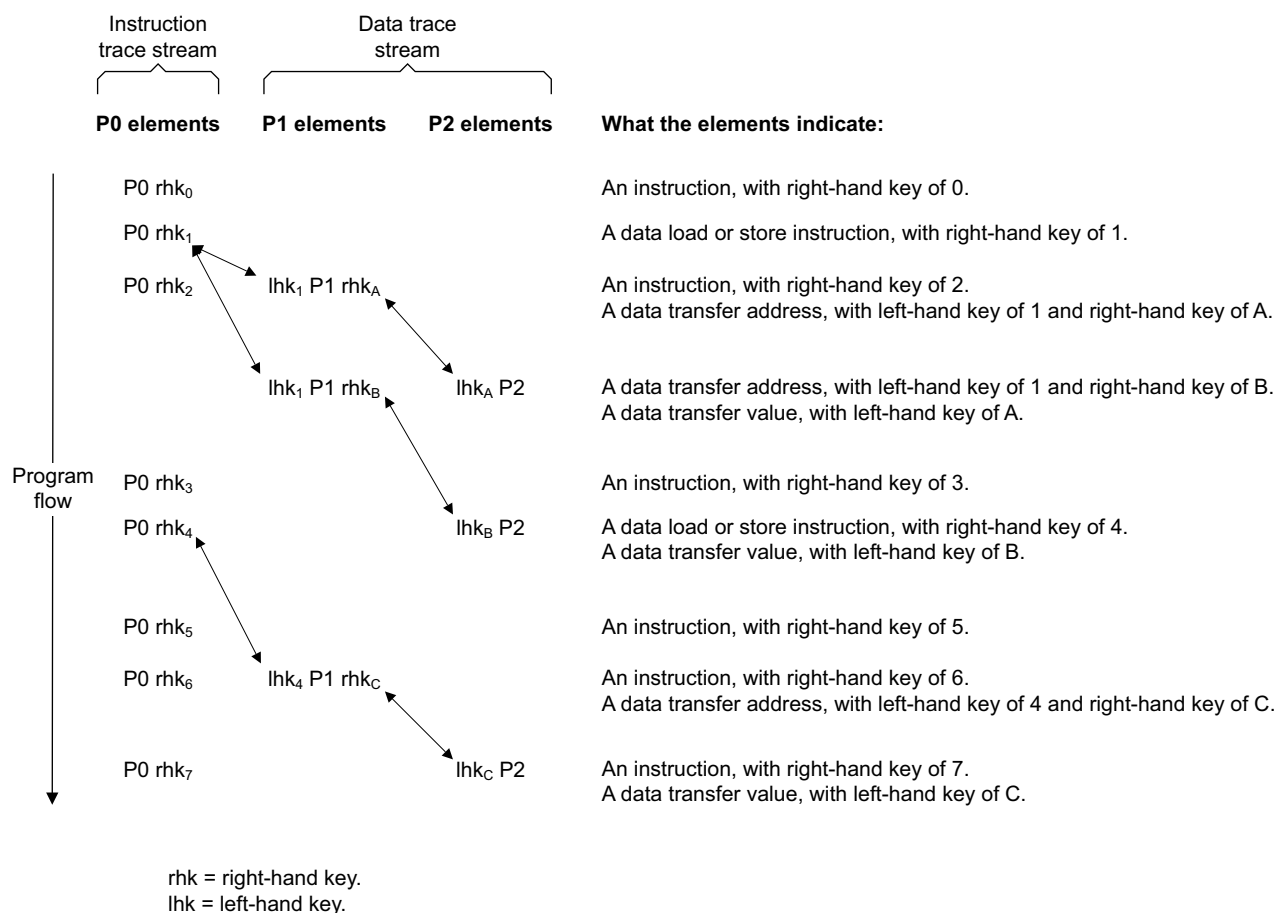 Instruction
trace stream
Data trace
stream
P0 elements P1 elements P2 elements What the elements indicate:
P0 rhk₀ An instruction, with right-hand key of 0.
P0 rhk₁ A data load or store instruction, with right-hand key of 1.
P0 rhk₂ lhk₁ P1 rhkA An instruction, with right-hand key of 2.
A data transfer address, with left-hand key of 1 and right-hand key of A.
lhk₁ P1 rhkB lhkA P2 A data transfer address, with left-hand key of 1 and right-hand key of B.
A data transfer value, with left-hand key of A.
Program
flow
P0 rhk₃ An instruction, with right-hand key of 3.
P0 rhk₄ lhkB P2 A data load or store instruction, with right-hand key of 4.
A data transfer value, with left-hand key of B.
P0 rhk₅ An instruction, with right-hand key of 5.
P0 rhk₆ lhk₄ P1 rhkC An instruction, with right-hand key of 6.
A data transfer address, with left-hand key of 4 and right-hand key of C.
P0 rhk₇ lhkC P2 An instruction, with right-hand key of 7.
A data transfer value, with left-hand key of C.
rhk = right-hand key.
lhk = left-hand key.